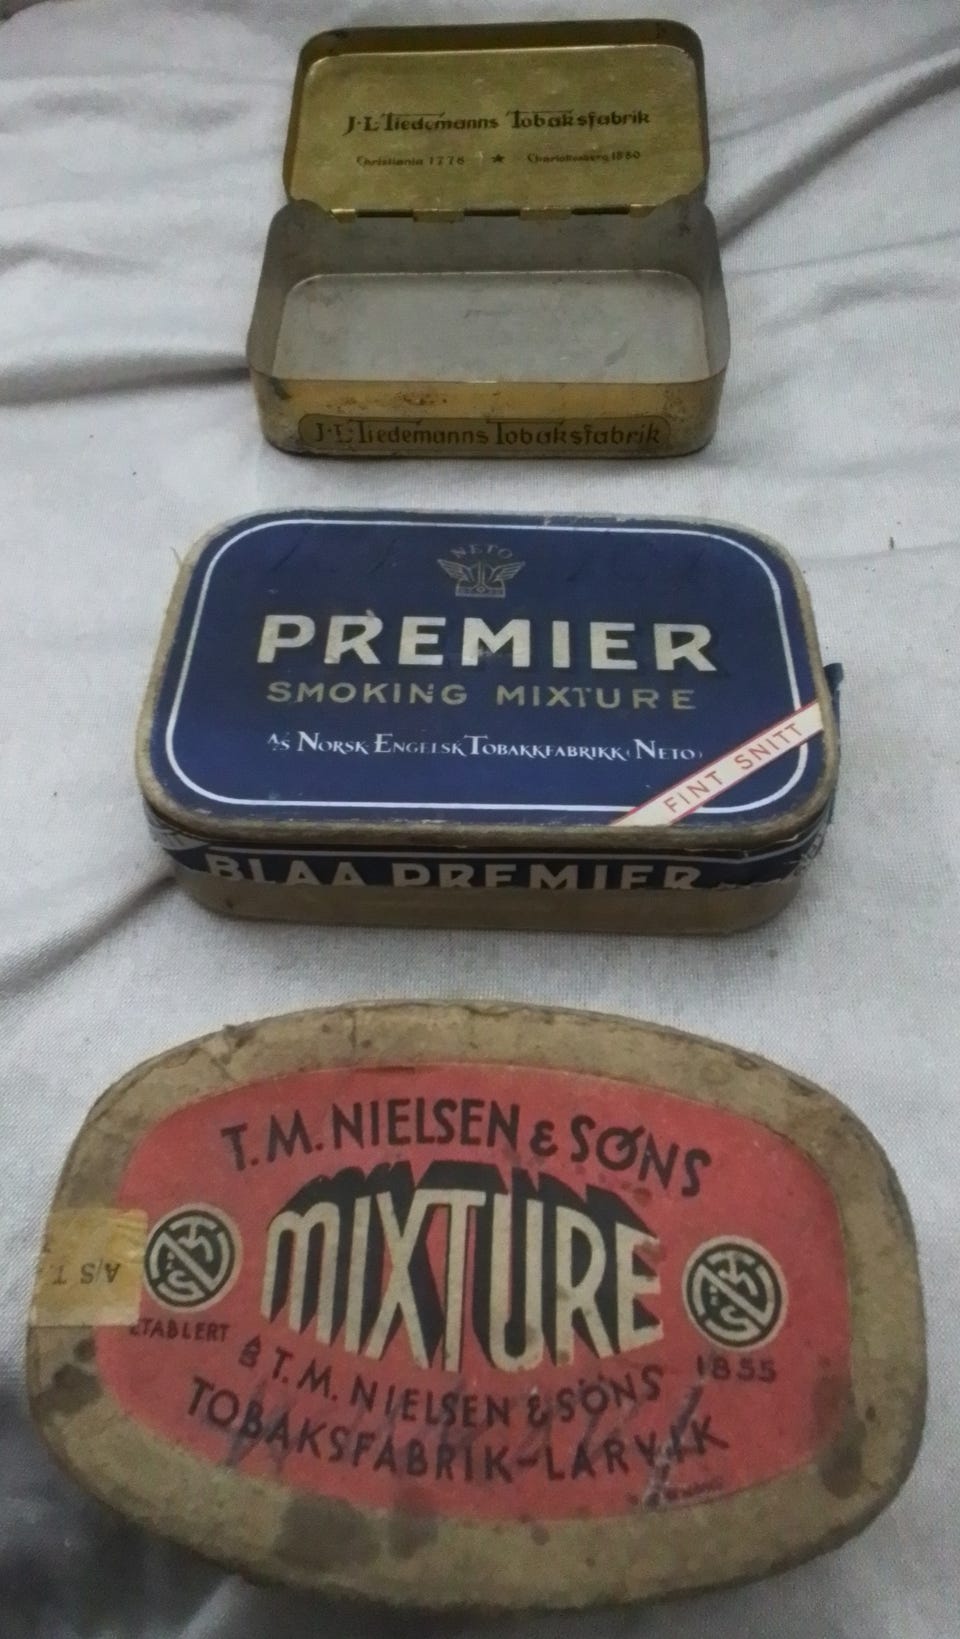 J·L·Tiedemanns Tobaksfabrik
Christiania 1778 ★ Charlottenberg 1880
J·L·Tiedemanns Tobaksfabrik
NETO
PREMIER
SMOKING MIXTURE
A/S NORSK ENGELSK TOBAKKFABRIKK (NETO)
FINT SNITT
BLAA PREMIER
T.M. NIELSEN & SØNS
MIXTURE
A/S T.
ETABLERT 1855
A/S T.M. NIELSEN & SÖNS
TOBAKSFABRIK-LARVIK